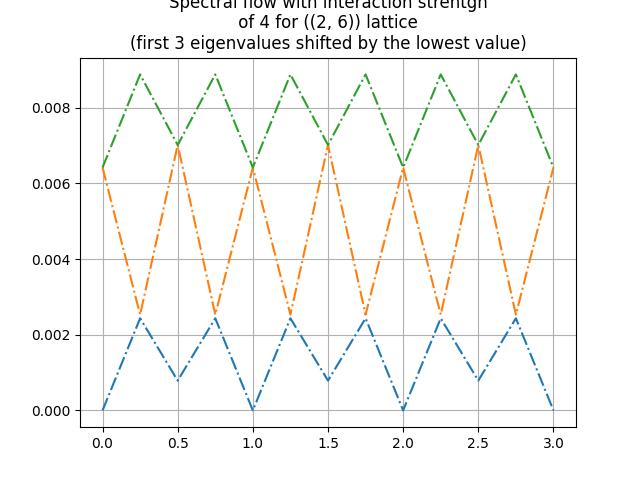 Spectral flow with interaction strentgh
of 4 for ((2, 6)) lattice
(first 3 eigenvalues shifted by the lowest value)
0.008
0.006
0.004
0.002
0.000
0.0 0.5 1.0 1.5 2.0 2.5 3.0